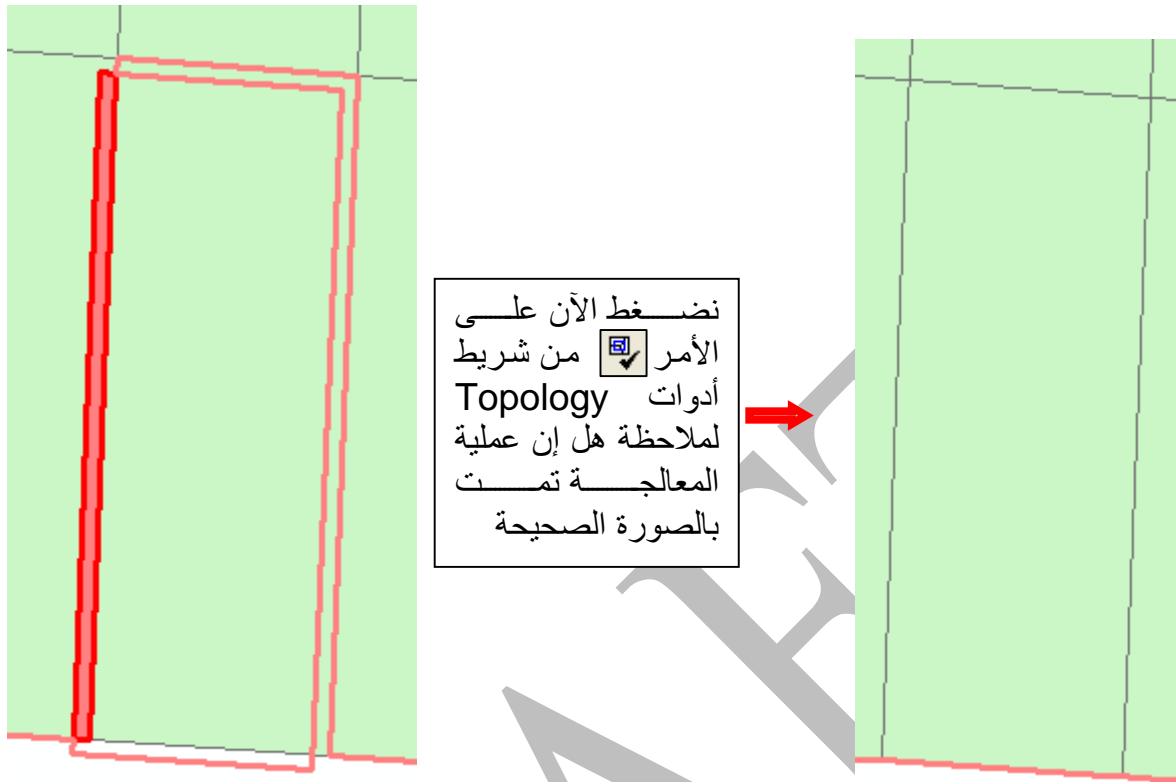 نضغط الآن على
الأمر من شريط
أدوات Topology
لملاحظة هل إن عملية
المعالجة تمت
بالصورة الصحيحة